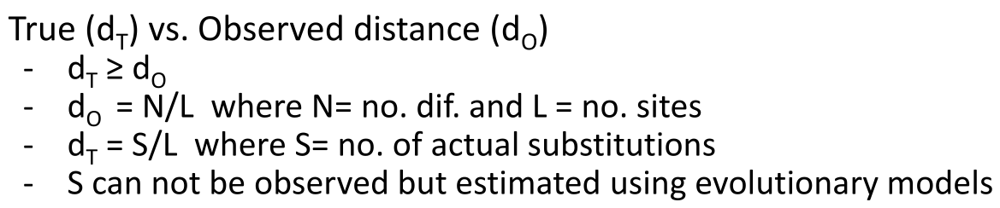 True (dT) vs. Observed distance (dO)
- dT ≥ dO
- dO = N/L where N= no. dif. and L = no. sites
- dT = S/L where S= no. of actual substitutions
- S can not be observed but estimated using evolutionary models